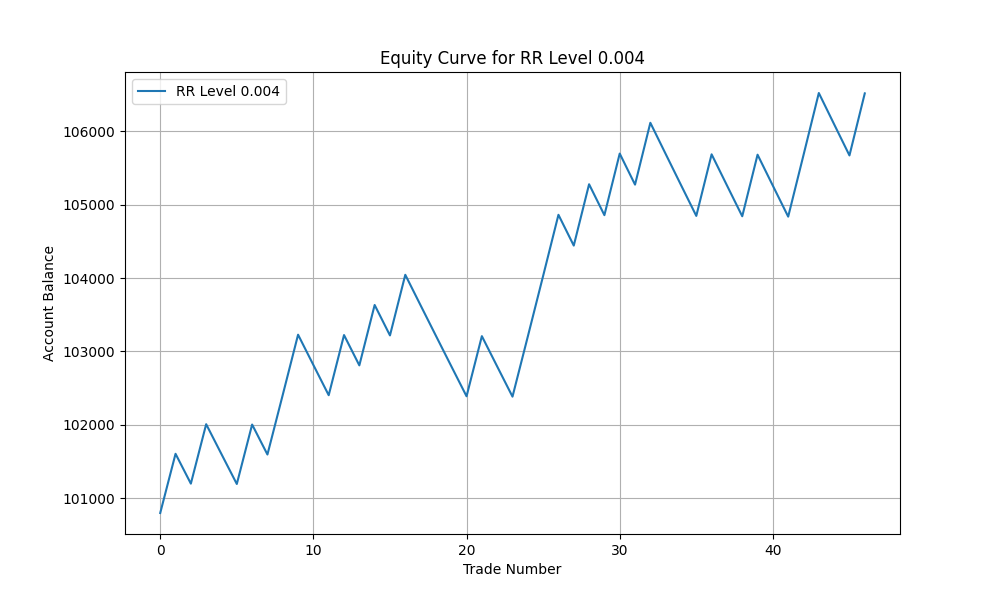 Equity Curve for RR Level 0.004
RR Level 0.004
106000
105000
104000
103000
102000
101000
Account Balance
0 10 20 30 40
Trade Number